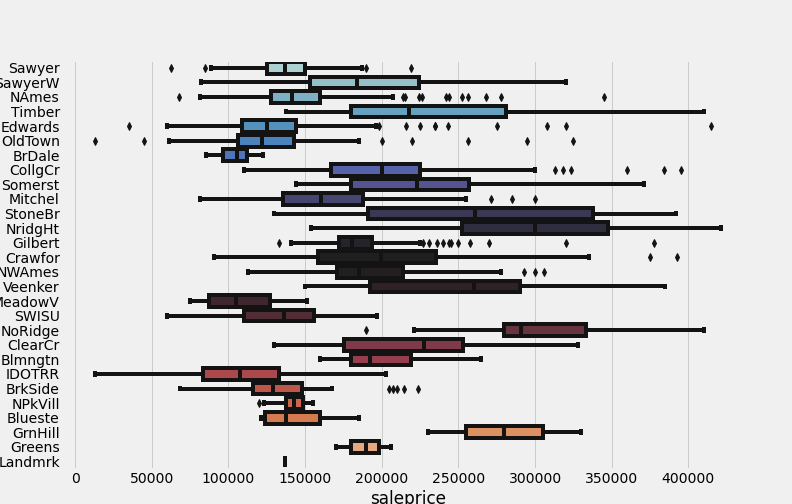 Sawyer
SawyerW
NAmes
Timber
Edwards
OldTown
BrDale
CollgCr
Somerst
Mitchel
StoneBr
NridgHt
Gilbert
Crawfor
NWAmes
Veenker
MeadowV
SWISU
NoRidge
ClearCr
Blmngtn
IDOTRR
BrkSide
NPkVill
Blueste
GrnHill
Greens
Landmrk
0 50000 100000 150000 200000 250000 300000 350000 400000
saleprice